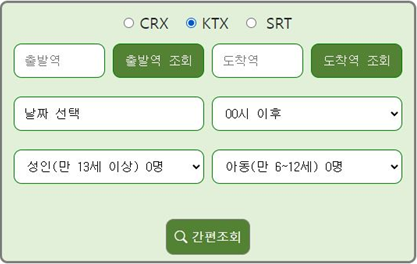 CRX KTX SRT
출발역 출발역 조회 도착역 도착역 조회
날짜 선택 00시 이후
성인(만 13세 이상) 0명 아동(만 6~12세) 0명
간편조회